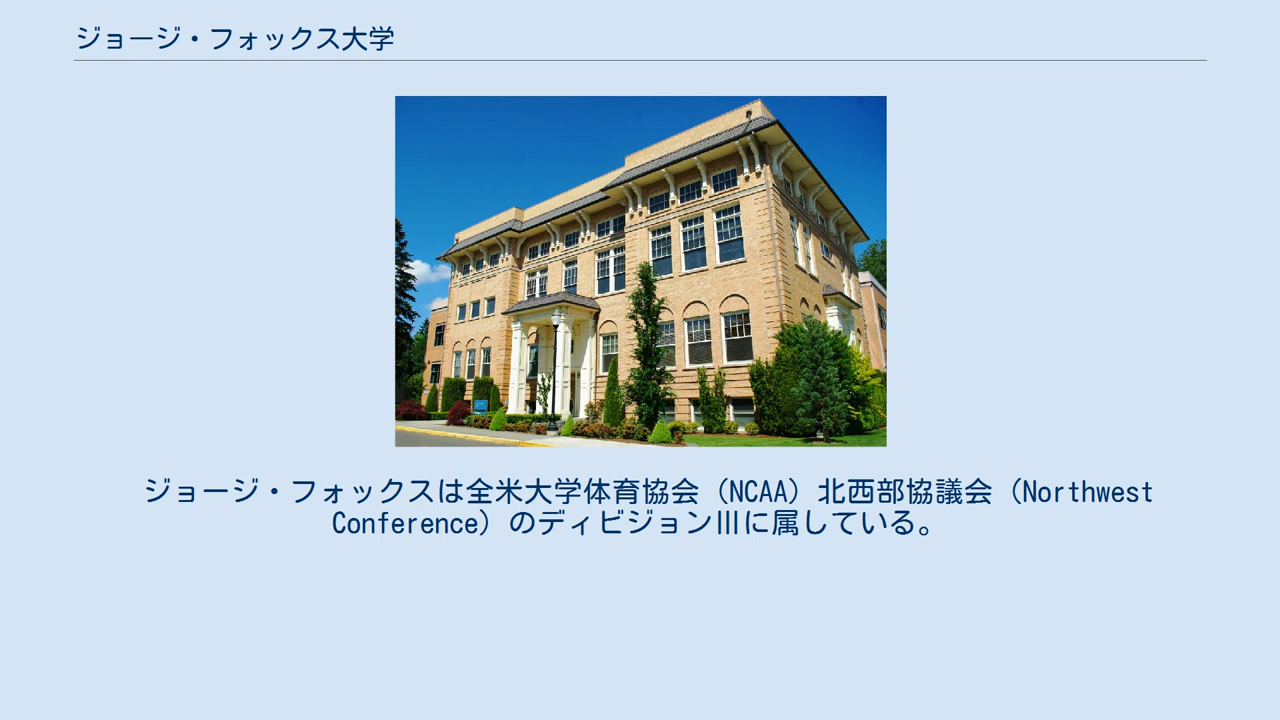 ジョージ・フォックス大学
ジョージ・フォックスは全米大学体育協会（NCAA）北西部協議会（Northwest
Conference）のディビジョンⅢに属している。